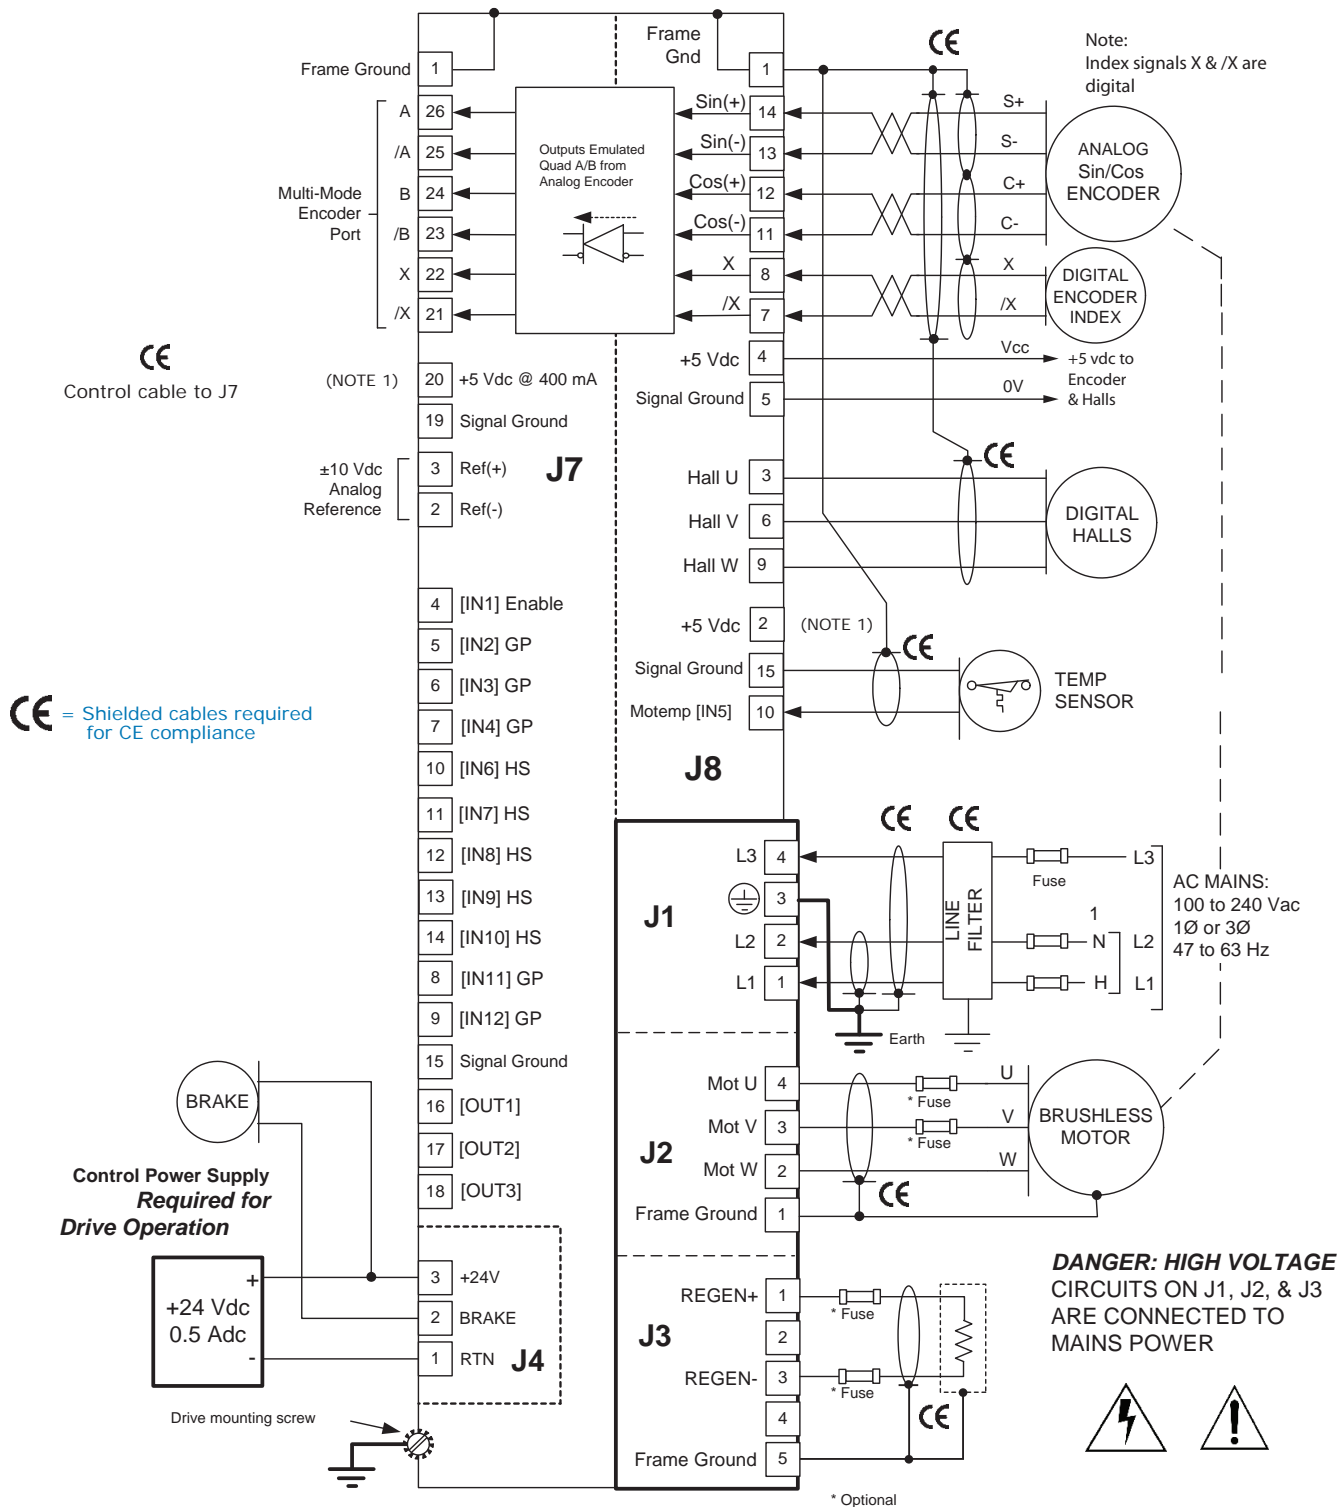 Frame Ground 1
A 26
/A 25
B 24
/B 23
X 22
/X 21
Multi-Mode
Encoder
Port
Outputs Emulated
Quad A/B from
Analog Encoder
Frame
Gnd
1
Sin(+) 14
Sin(-) 13
Cos(+) 12
Cos(-) 11
X 8
/X 7
CE
S+
S-
C+
C-
X
/X
Note:
Index signals X & /X are
digital
ANALOG
Sin/Cos
ENCODER
DIGITAL
ENCODER
INDEX
+5 Vdc 4
Vcc
Signal Ground 5
0V
+5 vdc to
Encoder
& Halls
CE
Control cable to J7
(NOTE 1) 20 +5 Vdc @ 400 mA
19 Signal Ground
±10 Vdc
Analog
Reference
3 Ref(+)
2 Ref(-)
J7
Hall U 3
Hall V 6
Hall W 9
CE
DIGITAL
HALLS
+5 Vdc 2 (NOTE 1)
Signal Ground 15
Motemp [IN5] 10
CE
TEMP
SENSOR
J8
4 [IN1] Enable
5 [IN2] GP
6 [IN3] GP
7 [IN4] GP
10 [IN6] HS
11 [IN7] HS
12 [IN8] HS
13 [IN9] HS
14 [IN10] HS
8 [IN11] GP
9 [IN12] GP
15 Signal Ground
16 [OUT1]
17 [OUT2]
18 [OUT3]
CE = Shielded cables required
for CE compliance
J1
L3 4
3
L2 2
L1 1
CE
CE
LINE
FILTER
Fuse
L3
1
N L2
H L1
AC MAINS:
100 to 240 Vac
1Ø or 3Ø
47 to 63 Hz
Earth
J2
Mot U 4
Mot V 3
Mot W 2
Frame Ground 1
* Fuse
* Fuse
U
V
W
CE
BRUSHLESS
MOTOR
BRAKE
Control Power Supply
Required for
Drive Operation
+
+24 Vdc
0.5 Adc
-
3 +24V
2 BRAKE
1 RTN
J4
Drive mounting screw
J3
REGEN+ 1
2
REGEN- 3
4
Frame Ground 5
* Fuse
* Fuse
CE
* Optional
DANGER: HIGH VOLTAGE
CIRCUITS ON J1, J2, & J3
ARE CONNECTED TO
MAINS POWER